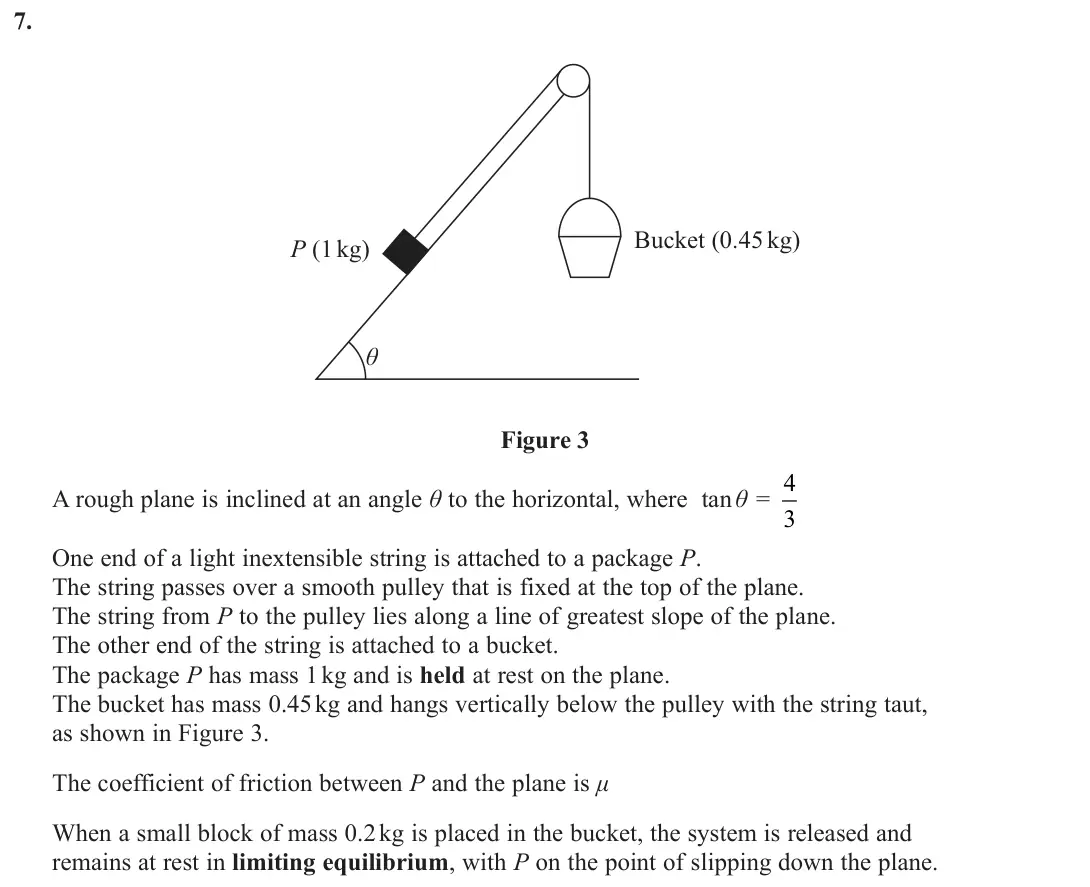 7.
P (1 kg)
Bucket (0.45 kg)
θ
Figure 3
A rough plane is inclined at an angle θ to the horizontal, where tan θ = 4/3
One end of a light inextensible string is attached to a package P.
The string passes over a smooth pulley that is fixed at the top of the plane.
The string from P to the pulley lies along a line of greatest slope of the plane.
The other end of the string is attached to a bucket.
The package P has mass 1 kg and is held at rest on the plane.
The bucket has mass 0.45 kg and hangs vertically below the pulley with the string taut,
as shown in Figure 3.
The coefficient of friction between P and the plane is μ
When a small block of mass 0.2 kg is placed in the bucket, the system is released and
remains at rest in limiting equilibrium, with P on the point of slipping down the plane.